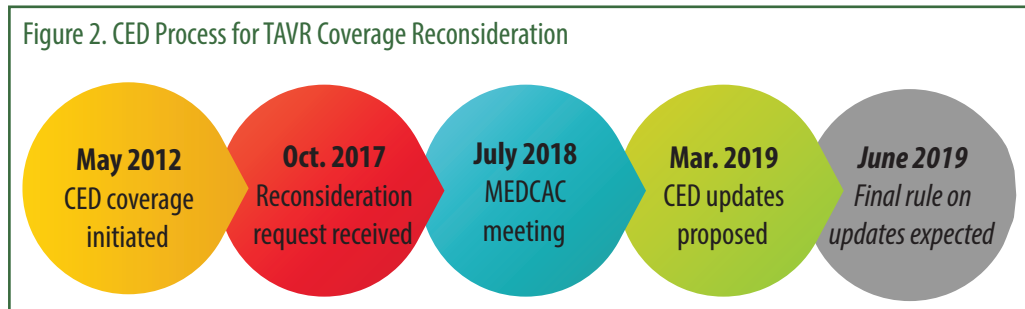 Figure 2. CED Process for TAVR Coverage Reconsideration
May 2012
CED coverage
initiated
Oct. 2017
Reconsideration
request received
July 2018
MEDCAC
meeting
Mar. 2019
CED updates
proposed
June 2019
Final rule on
updates expected